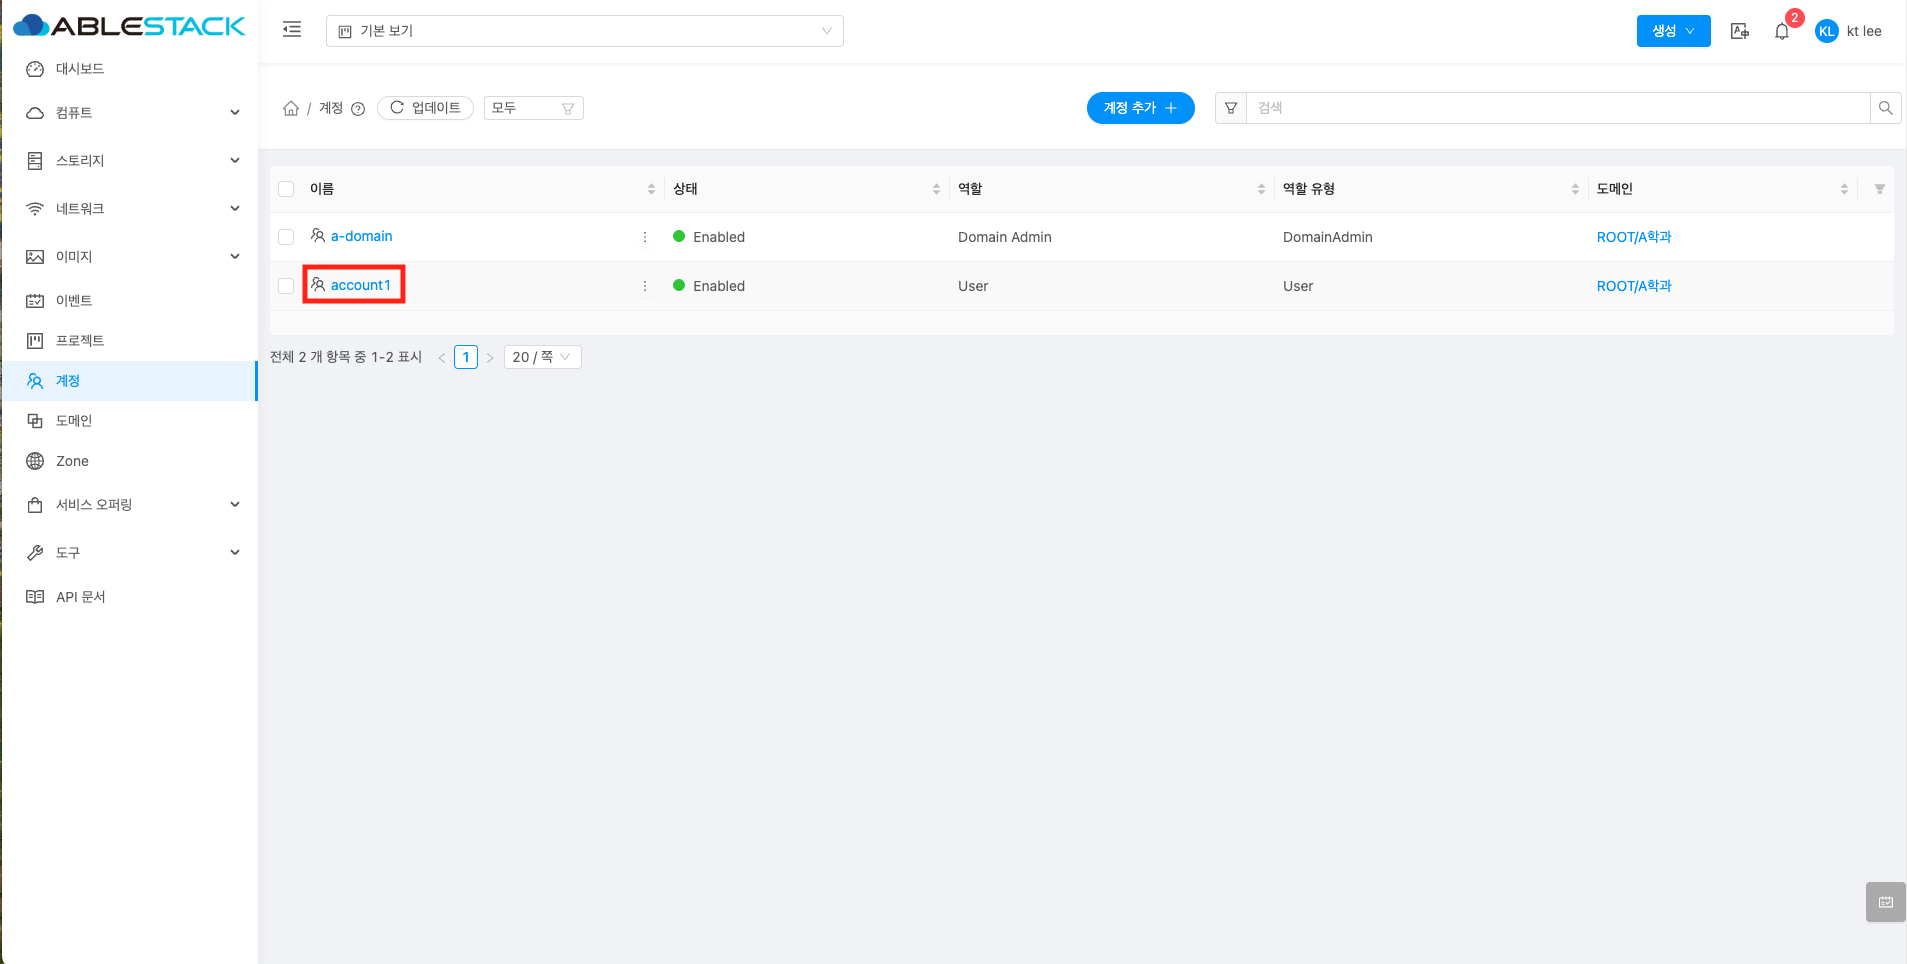 ABLESTACK
기본 보기
생성
2
KL
kt lee
대시보드
컴퓨트
스토리지
네트워크
이미지
이벤트
프로젝트
계정
도메인
Zone
서비스 오퍼링
도구
API 문서
/ 계정
업데이트
모두
계정 추가
검색
이름 상태 역할 역할 유형 도메인
a-domain Enabled Domain Admin DomainAdmin ROOT/A학과
account1 Enabled User User ROOT/A학과
전체 2 개 항목 중 1-2 표시 < 1 > 20 / 쪽